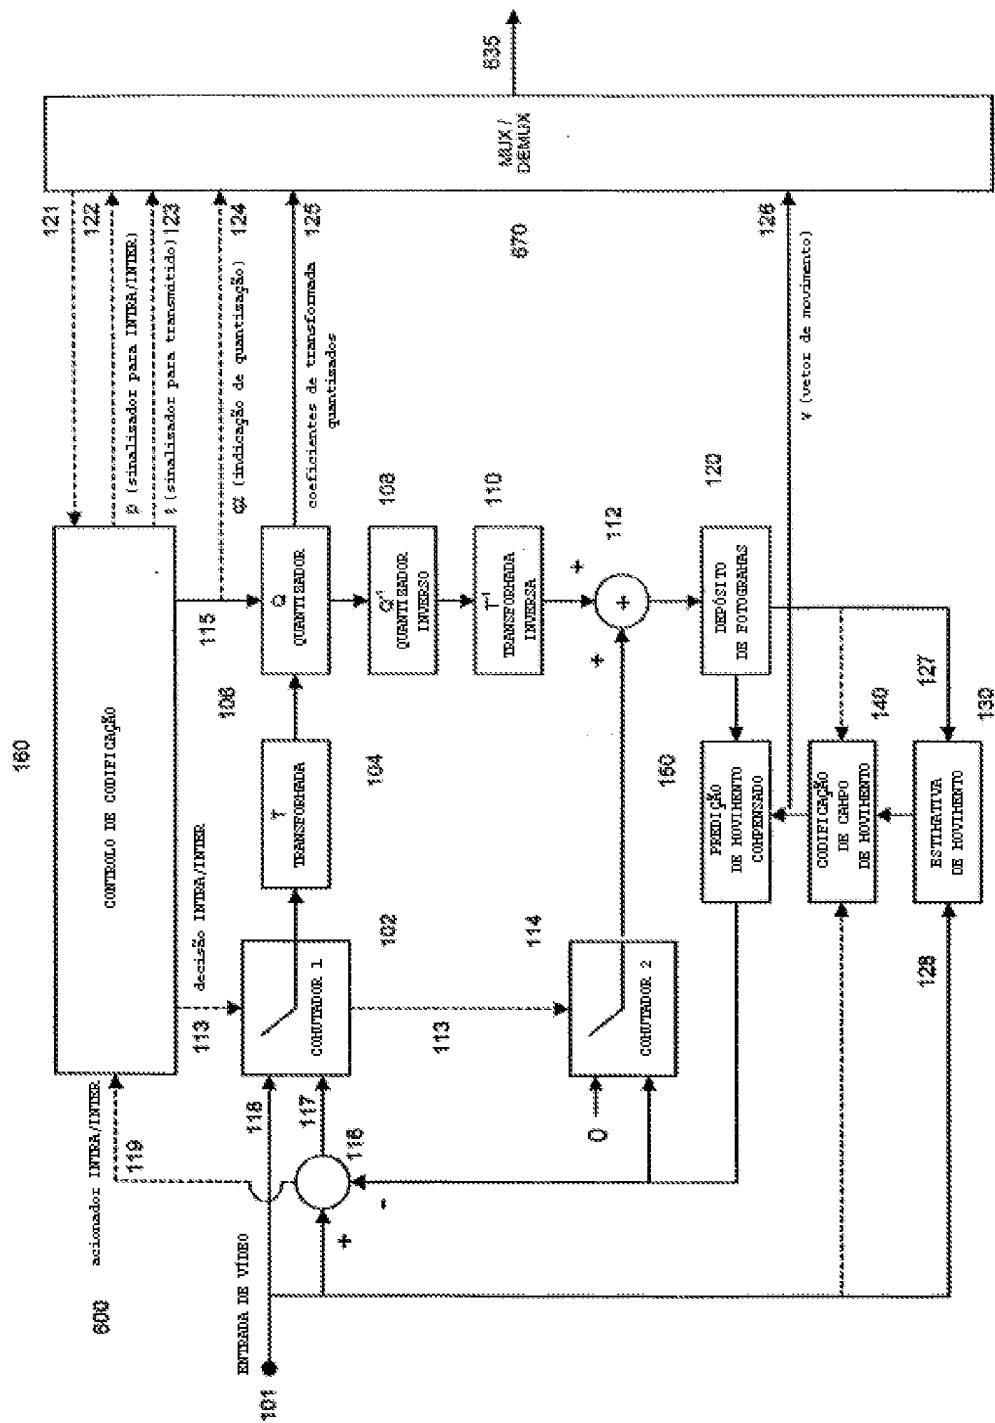 600
acionador INTRA/INTER
119
160
CONTROLO DE CODIFICAÇÃO
121
122
p (sinalizador para INTRA/INTER)
t (sinalizador para transmitido)
123
124
qz (indicação de quantização)
125
coeficientes de transformada
quantizados
MUX /
DEMUX
635
670
126
V (vetor de movimento)
113
decisão INTRA/INTER
115
101
ENTRADA DE VÍDEO
118
117
116
+
-
COMUTADOR 1
102
113
T
TRANSFORMADA
104
106
Q
QUANTIZADOR
Q-1
QUANTIZADOR
INVERSO
108
T-1
TRANSFORMADA
INVERSA
110
+
+
+
112
0
COMUTADOR 2
114
DEPÓSITO
DE FOTOGRAMAS
120
150
PREDIÇÃO
DE MOVIMENTO
COMPENSADO
140
CODIFICAÇÃO
DE CAMPO
DE MOVIMENTO
127
130
ESTIMATIVA
DE MOVIMENTO
128